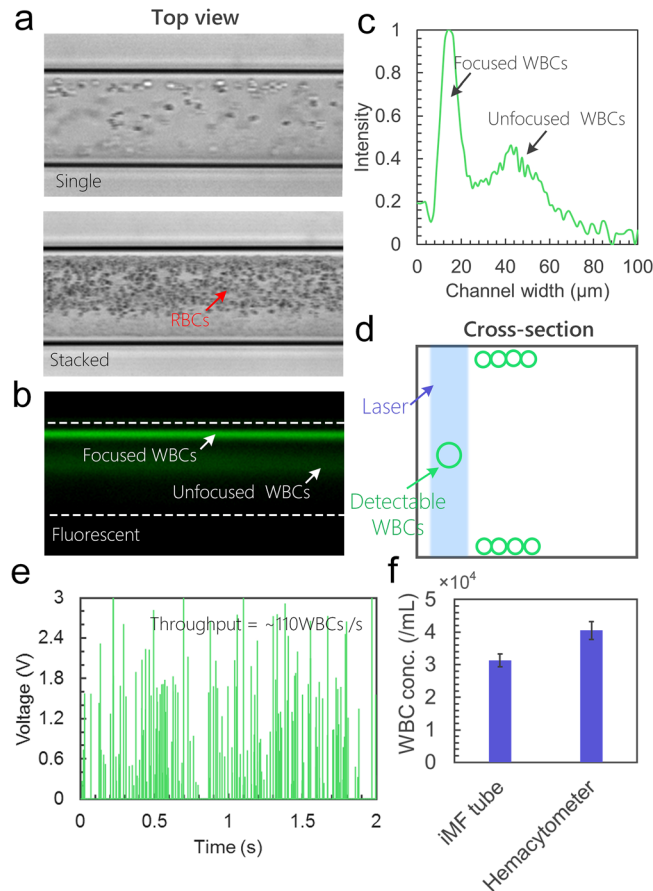 a
Top view
Single
RBCs
Stacked
b
Focused WBCs
Unfocused WBCs
Fluorescent
c
1
0.8
0.6
0.4
0.2
0
Intensity
Focused WBCs
Unfocused WBCs
0 20 40 60 80 100
Channel width (µm)
d
Cross-section
Laser
Detectable
WBCs
e
3
2.4
1.8
1.2
0.6
0
Voltage (V)
Throughput = ~110WBCs /s
0 0.5 1 1.5 2
Time (s)
f
×10⁴
5
4
3
2
1
0
WBC conc. (/mL)
iMF tube
Hemacytometer